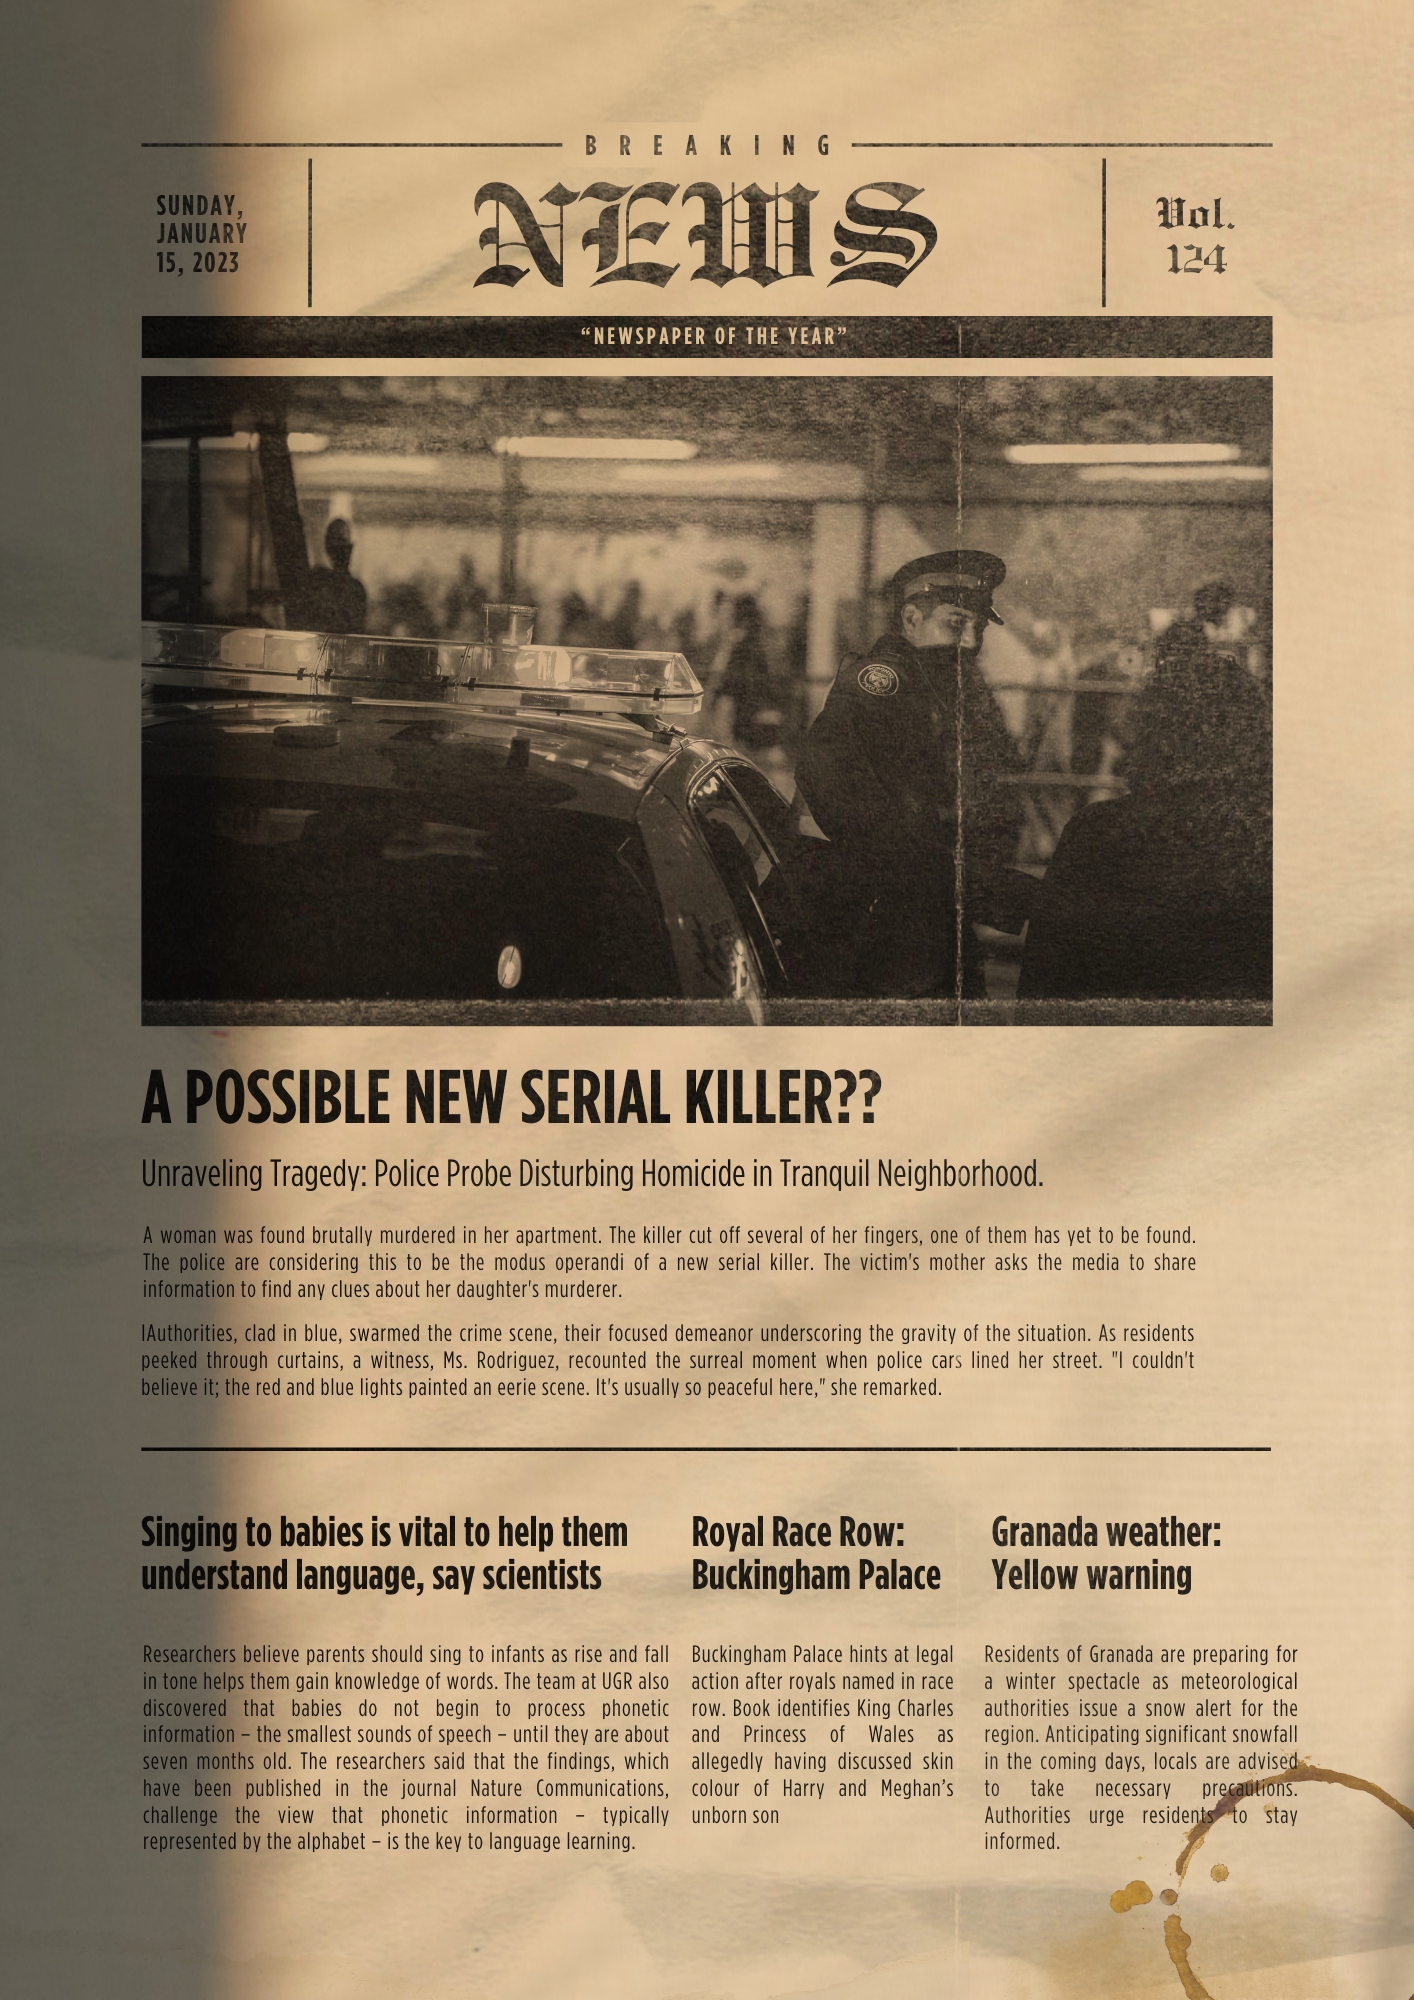 BREAKING
SUNDAY,
JANUARY
15, 2023
NEWS
Vol.
124
“NEWSPAPER OF THE YEAR”
TORONTO
POLICE
A POSSIBLE NEW SERIAL KILLER??
Unraveling Tragedy: Police Probe Disturbing Homicide in Tranquil Neighborhood.
A woman was found brutally murdered in her apartment. The killer cut off several of her fingers, one of them has yet to be found.
The police are considering this to be the modus operandi of a new serial killer. The victim's mother asks the media to share
information to find any clues about her daughter's murderer.
lAuthorities, clad in blue, swarmed the crime scene, their focused demeanor underscoring the gravity of the situation. As residents
peeked through curtains, a witness, Ms. Rodriguez, recounted the surreal moment when police cars lined her street. "I couldn't
believe it; the red and blue lights painted an eerie scene. It's usually so peaceful here," she remarked.
Singing to babies is vital to help them
understand language, say scientists
Researchers believe parents should sing to infants as rise and fall
in tone helps them gain knowledge of words. The team at UGR also
discovered that babies do not begin to process phonetic
information – the smallest sounds of speech – until they are about
seven months old. The researchers said that the findings, which
have been published in the journal Nature Communications,
challenge the view that phonetic information – typically
represented by the alphabet – is the key to language learning.
Royal Race Row:
Buckingham Palace
Buckingham Palace hints at legal
action after royals named in race
row. Book identifies King Charles
and Princess of Wales as
allegedly having discussed skin
colour of Harry and Meghan’s
unborn son
Granada weather:
Yellow warning
Residents of Granada are preparing for
a winter spectacle as meteorological
authorities issue a snow alert for the
region. Anticipating significant snowfall
in the coming days, locals are advised
to take necessary precautions.
Authorities urge residents to stay
informed.